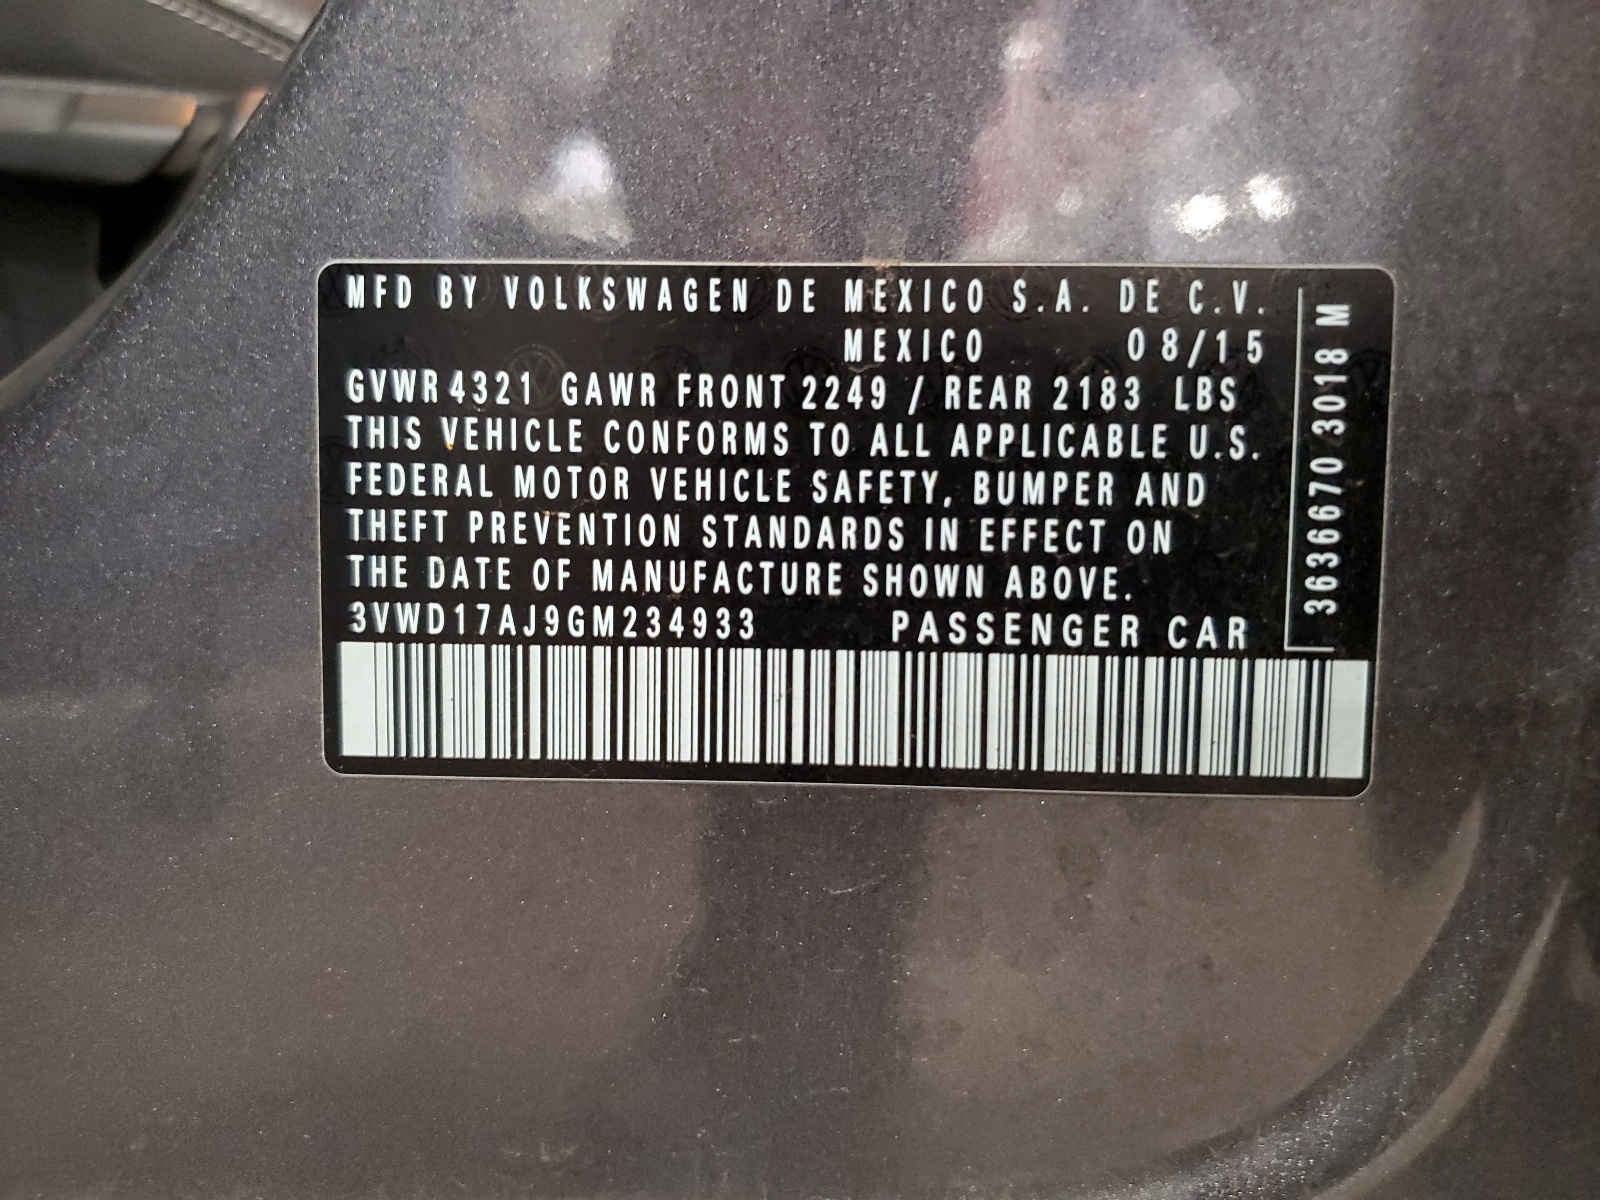 MFD BY VOLKSWAGEN DE MEXICO S.A. DE C.V.
MEXICO 08/15
GVWR 4321 GAWR FRONT 2249 / REAR 2183 LBS
THIS VEHICLE CONFORMS TO ALL APPLICABLE U.S.
FEDERAL MOTOR VEHICLE SAFETY, BUMPER AND
THEFT PREVENTION STANDARDS IN EFFECT ON
THE DATE OF MANUFACTURE SHOWN ABOVE.
3VWD17AJ9GM234933 PASSENGER CAR
3636670 3018 M